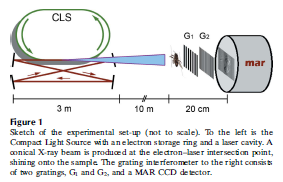 CLS
G₁ G₂
mar
3 m 10 m 20 cm
Figure 1
Sketch of the experimental set-up (not to scale). To the left is the
Compact Light Source with an electron storage ring and a laser cavity. A
conical X-ray beam is produced at the electron–laser intersection point,
shining onto the sample. The grating interferometer to the right consists
of two gratings, G₁ and G₂, and a MAR CCD detector.